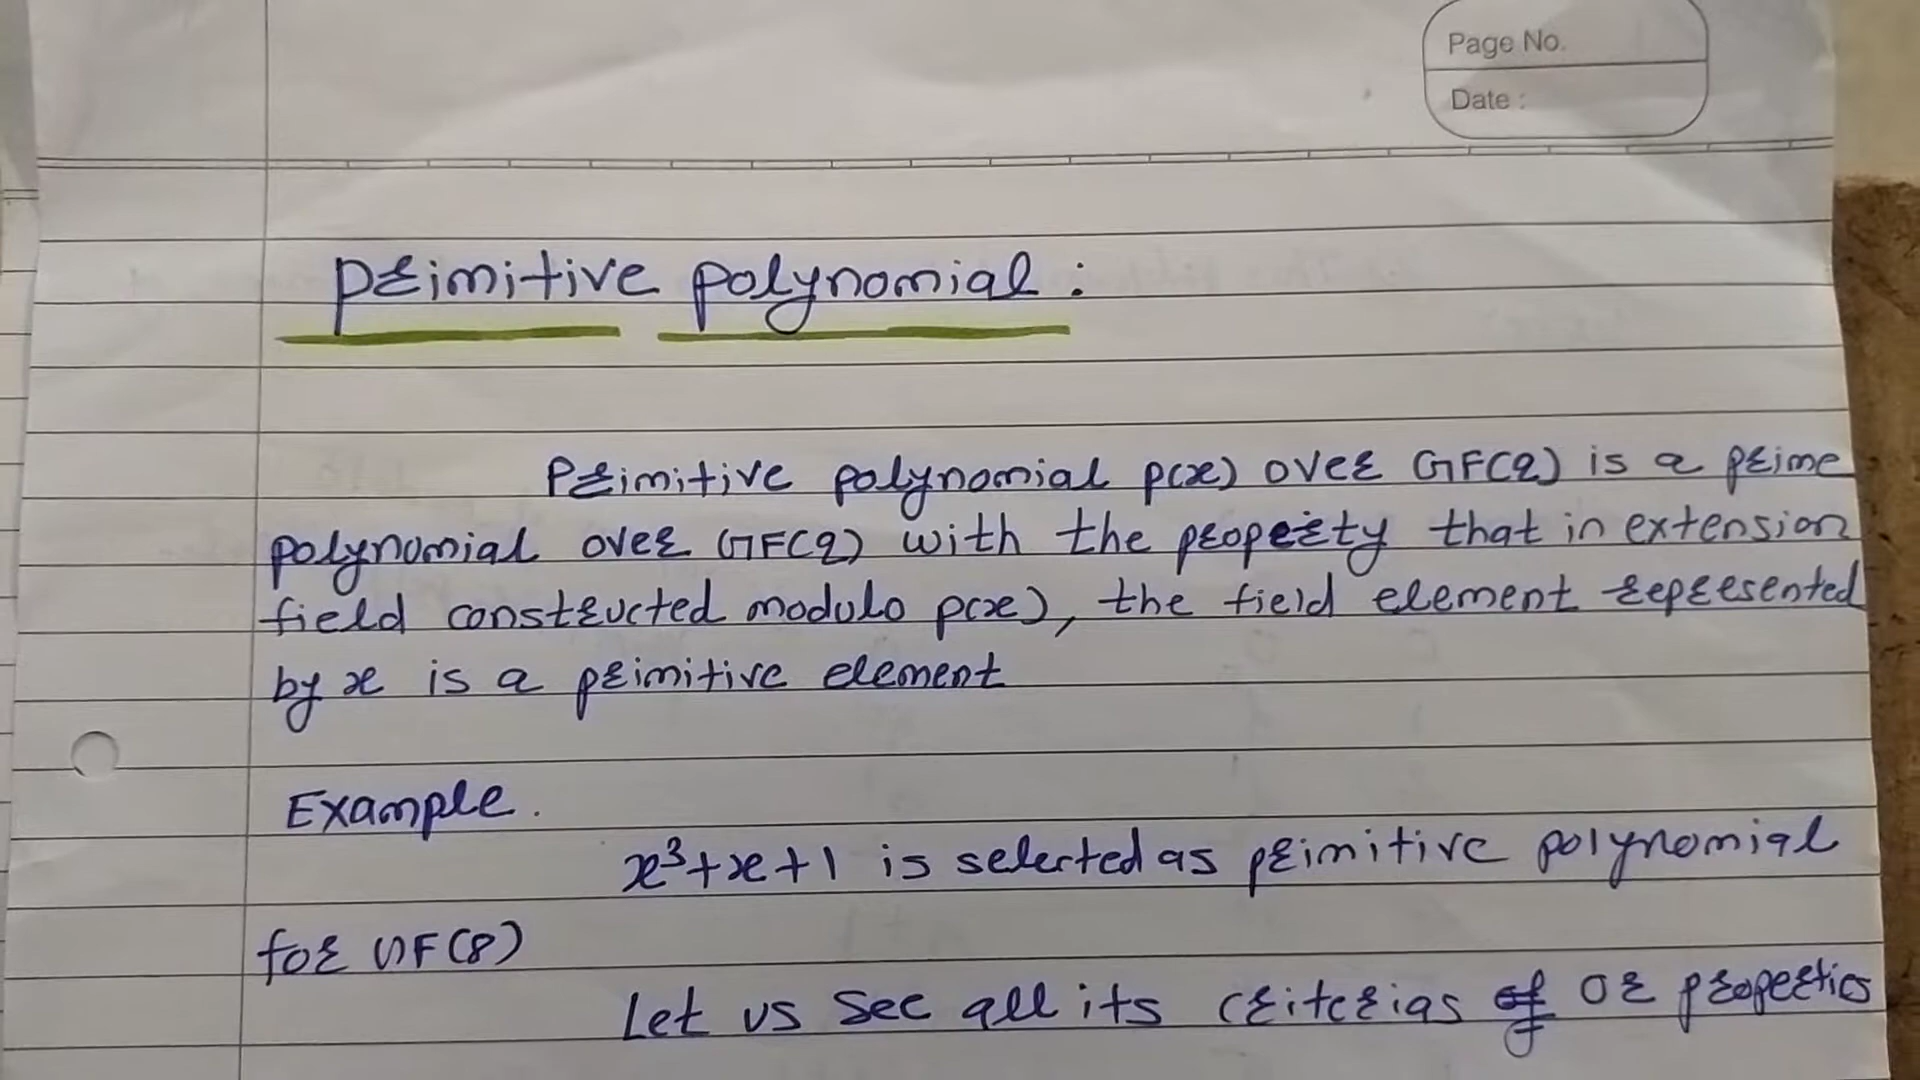 Page No.
Date :
Primitive polynomial :
Primitive polynomial p(x) over GF(q) is a prime
polynomial over GF(q) with the property that in extension
field constructed modulo p(x), the field element represented
by x is a primitive element
Example.
x³+x+1 is selected as primitive polynomial
for GF(8)
Let us see all its criterias of or properties